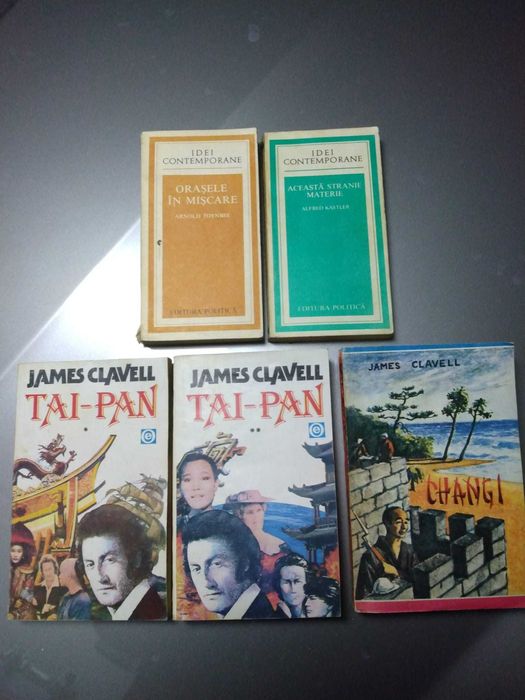 IDEI
CONTEMPORANE
ORAȘELE
ÎN MIȘCARE
ARNOLD TOYNBEE
EDITURA POLITICĂ
IDEI
CONTEMPORANE
ACEASTĂ STRANIE
MATERIE
ALFRED KASTLER
EDITURA POLITICĂ
JAMES CLAVELL
TAI-PAN
*
e
JAMES CLAVELL
TAI-PAN
**
e
JAMES CLAVELL
CHANGI